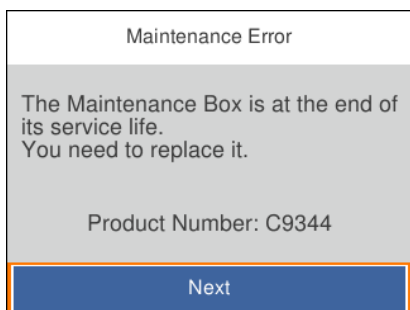 Maintenance Error
The Maintenance Box is at the end of
its service life.
You need to replace it.
Product Number: C9344
Next